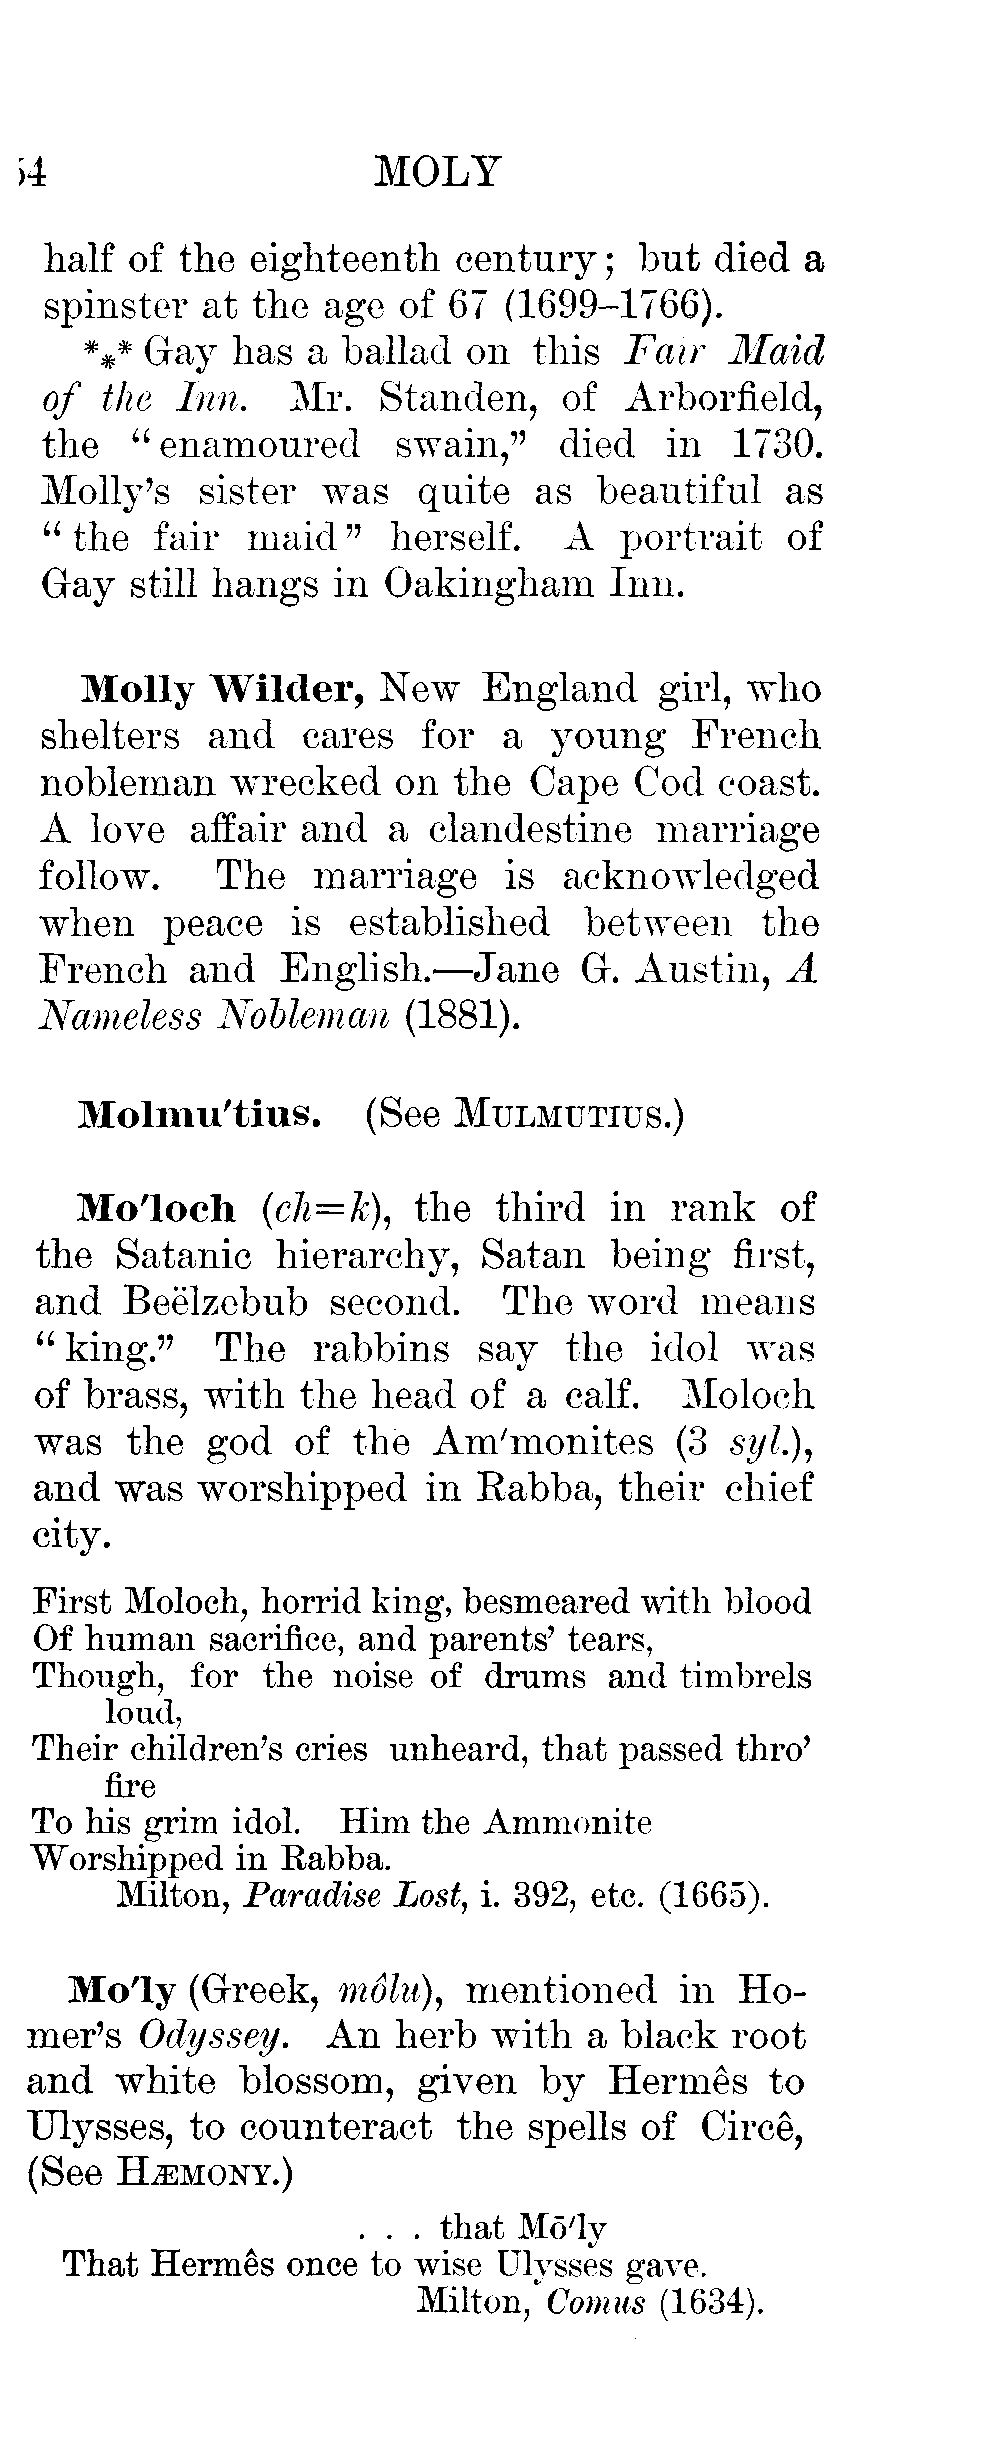 54 MOLY
half of the eighteenth century; but died a
spinster at the age of 67 (1699–1766).
*⁎* Gay has a ballad on this Fair Maid
of the Inn. Mr. Standen, of Arborfield,
the “enamoured swain,” died in 1730.
Molly’s sister was quite as beautiful as
“the fair maid” herself. A portrait of
Gay still hangs in Oakingham Inn.
Molly Wilder, New England girl, who
shelters and cares for a young French
nobleman wrecked on the Cape Cod coast.
A love affair and a clandestine marriage
follow. The marriage is acknowledged
when peace is established between the
French and English.—Jane G. Austin, A
Nameless Nobleman (1881).
Molmu'tius. (See MULMUTIUS.)
Mo'loch (ch=k), the third in rank of
the Satanic hierarchy, Satan being first,
and Beëlzebub second. The word means
“king.” The rabbins say the idol was
of brass, with the head of a calf. Moloch
was the god of the Am'monites (3 syl.),
and was worshipped in Rabba, their chief
city.
First Moloch, horrid king, besmeared with blood
Of human sacrifice, and parents’ tears,
Though, for the noise of drums and timbrels
loud,
Their children’s cries unheard, that passed thro’
fire
To his grim idol. Him the Ammonite
Worshipped in Rabba.
Milton, Paradise Lost, i. 392, etc. (1665).
Mo'ly (Greek, môlu), mentioned in Ho-
mer’s Odyssey. An herb with a black root
and white blossom, given by Hermês to
Ulysses, to counteract the spells of Circê,
(See HÆMONY.)
. . . that Mō'ly
That Hermês once to wise Ulysses gave.
Milton, Comus (1634).